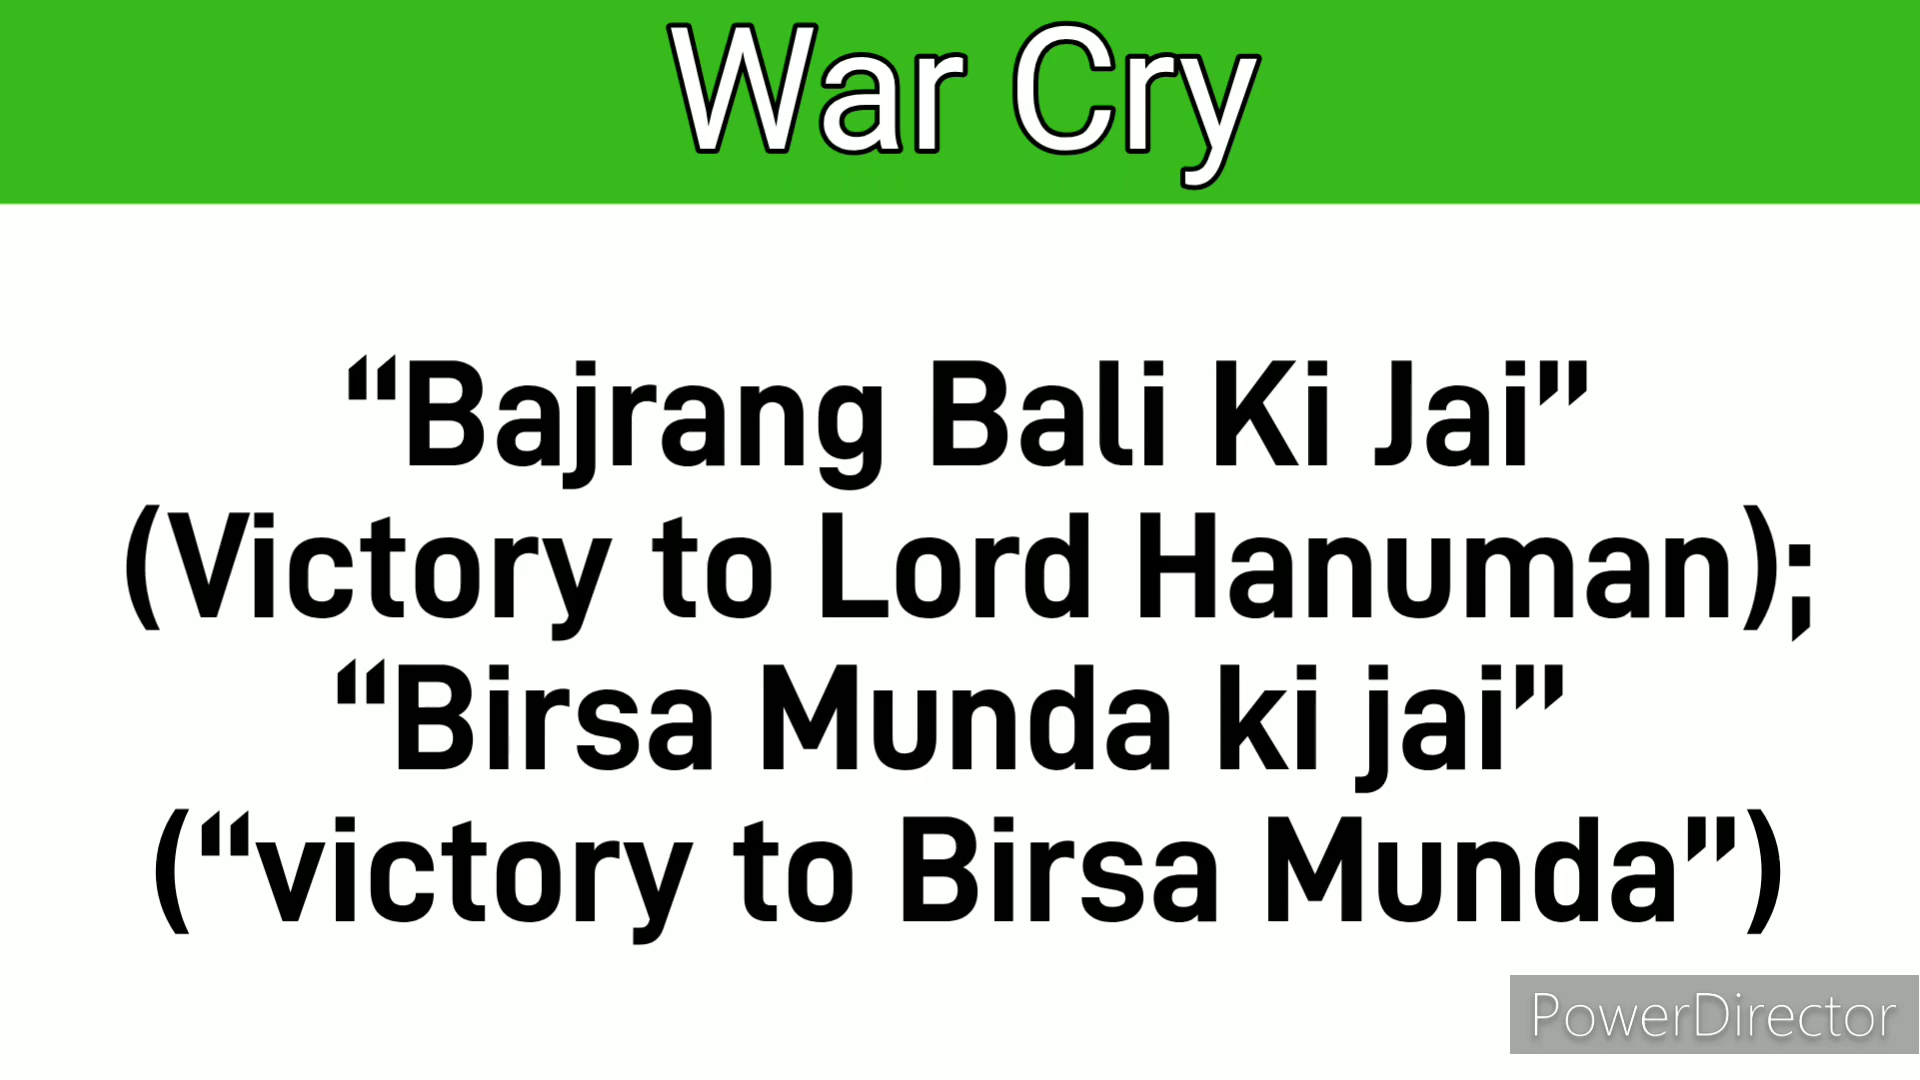 War Cry
“Bajrang Bali Ki Jai”
(Victory to Lord Hanuman);
“Birsa Munda ki jai”
(“victory to Birsa Munda”)
PowerDirector